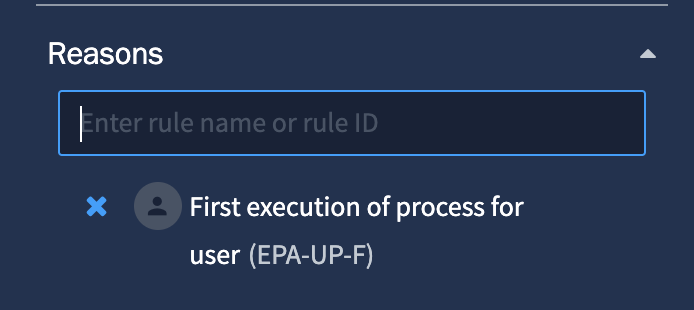 Reasons
Enter rule name or rule ID
First execution of process for
user (EPA-UP-F)